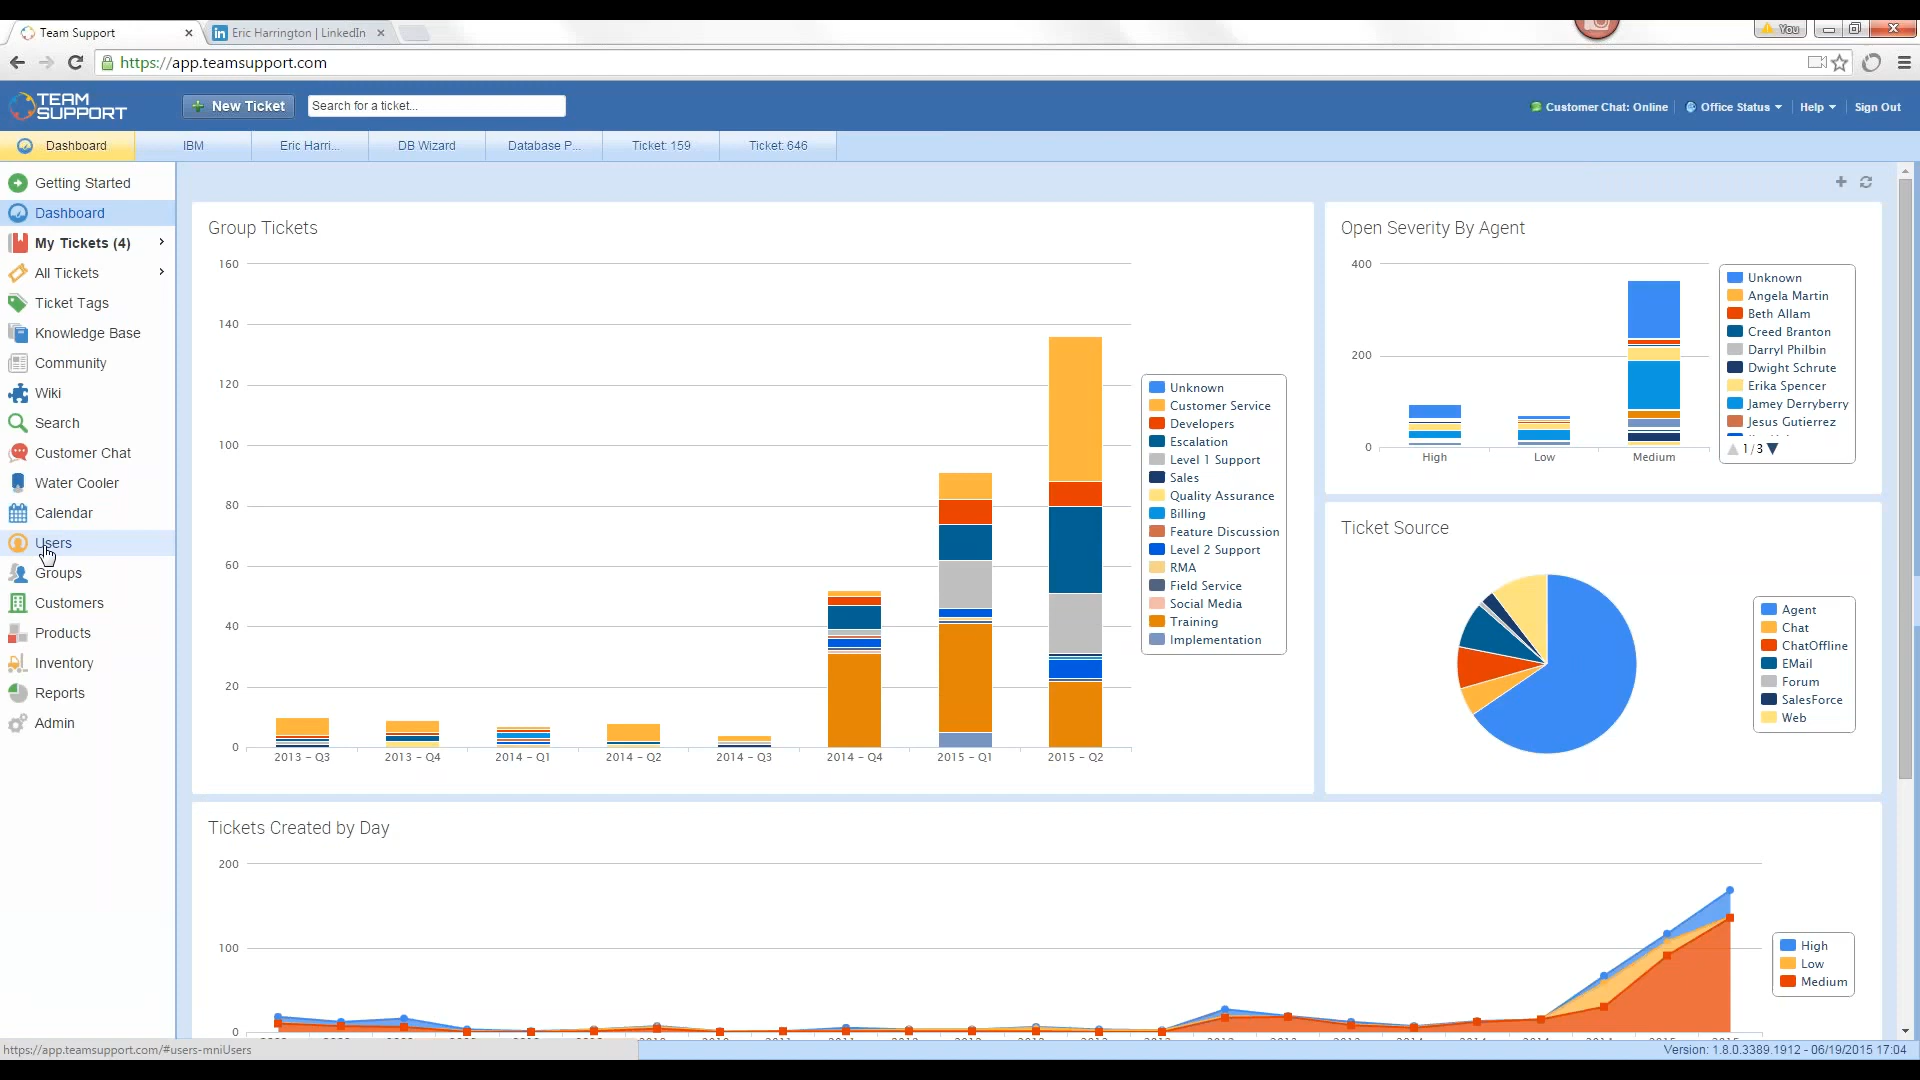 Team Support
Eric Harrington | LinkedIn
You
https://app.teamsupport.com
TEAM
SUPPORT
New Ticket
Search for a ticket...
Customer Chat: Online
Office Status
Help
Sign Out
Dashboard
IBM
Eric Harri...
DB Wizard
Database P...
Ticket: 159
Ticket: 646
Getting Started
Dashboard
My Tickets (4)
All Tickets
Ticket Tags
Knowledge Base
Community
Wiki
Search
Customer Chat
Water Cooler
Calendar
Users
Groups
Customers
Products
Inventory
Reports
Admin
Group Tickets
160
140
120
100
80
60
40
20
0
2013 - Q3
2013 - Q4
2014 - Q1
2014 - Q2
2014 - Q3
2014 - Q4
2015 - Q1
2015 - Q2
Unknown
Customer Service
Developers
Escalation
Level 1 Support
Sales
Quality Assurance
Billing
Feature Discussion
Level 2 Support
RMA
Field Service
Social Media
Training
Implementation
Open Severity By Agent
400
200
0
High
Low
Medium
Unknown
Angela Martin
Beth Allam
Creed Branton
Darryl Philbin
Dwight Schrute
Erika Spencer
Jamey Derryberry
Jesus Gutierrez
1/3
Ticket Source
Agent
Chat
ChatOffline
EMail
Forum
SalesForce
Web
Tickets Created by Day
200
100
0
High
Low
Medium
https://app.teamsupport.com/#users-mniUsers
Version: 1.8.0.3389.1912 - 06/19/2015 17:04